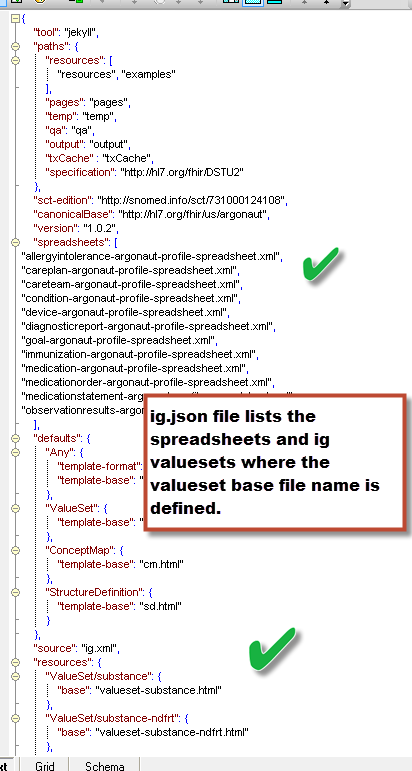 {
"tool": "jekyll",
"paths": {
"resources": [
"resources", "examples"
],
"pages": "pages",
"temp": "temp",
"qa": "qa",
"output": "output",
"txCache" : "txCache",
"specification": "http://hl7.org/fhir/DSTU2"
},
"sct-edition": "http://snomed.info/sct/731000124108",
"canonicalBase": "http://hl7.org/fhir/us/argonaut",
"version": "1.0.2",
"spreadsheets": [
"allergyintolerance-argonaut-profile-spreadsheet.xml",
"careplan-argonaut-profile-spreadsheet.xml",
"careteam-argonaut-profile-spreadsheet.xml",
"condition-argonaut-profile-spreadsheet.xml",
"device-argonaut-profile-spreadsheet.xml",
"diagnosticreport-argonaut-profile-spreadsheet.xml",
"goal-argonaut-profile-spreadsheet.xml",
"immunization-argonaut-profile-spreadsheet.xml",
"medication-argonaut-profile-spreadsheet.xml",
"medicationorder-argonaut-profile-spreadsheet.xml",
"medicationstatement-
"observationresults-
],
"defaults": {
"Any": {
"template-format":
"template-base": "
},
"ValueSet": {
"template-base": "
},
"ConceptMap": {
"template-base": "cm.html"
},
"StructureDefinition": {
"template-base": "sd.html"
}
},
"source": "ig.xml",
"resources": {
"ValueSet/substance": {
"base": "valueset-substance.html"
},
"ValueSet/substance-ndfrt": {
"base": "valueset-substance-ndfrt.html"
},
ig.json file lists the
spreadsheets and ig
valuesets where the
valueset base file name is
defined.
Grid
Schema